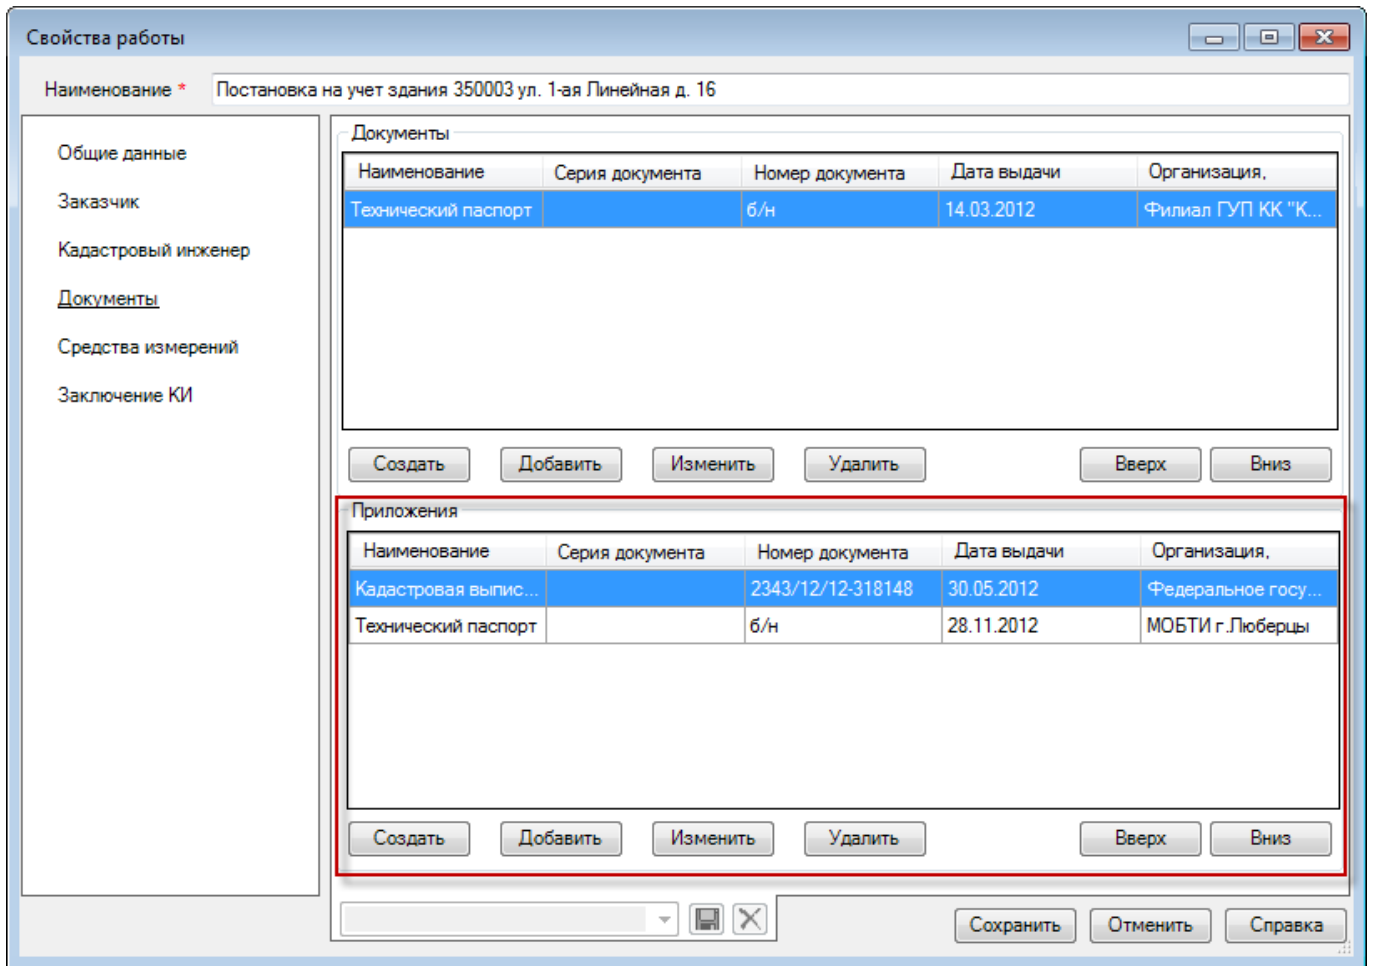 Свойства работы
Наименование * Постановка на учет здания 350003 ул. 1-ая Линейная д. 16
Общие данные
Заказчик
Кадастровый инженер
Документы
Средства измерений
Заключение КИ
Документы
Наименование Серия документа Номер документа Дата выдачи Организация,
Технический паспорт б/н 14.03.2012 Филиал ГУП КК "К...
Создать Добавить Изменить Удалить Вверх Вниз
Приложения
Наименование Серия документа Номер документа Дата выдачи Организация,
Кадастровая выпис... 2343/12/12-318148 30.05.2012 Федеральное госу...
Технический паспорт б/н 28.11.2012 МОБТИ г.Люберцы
Создать Добавить Изменить Удалить Вверх Вниз
Сохранить Отменить Справка